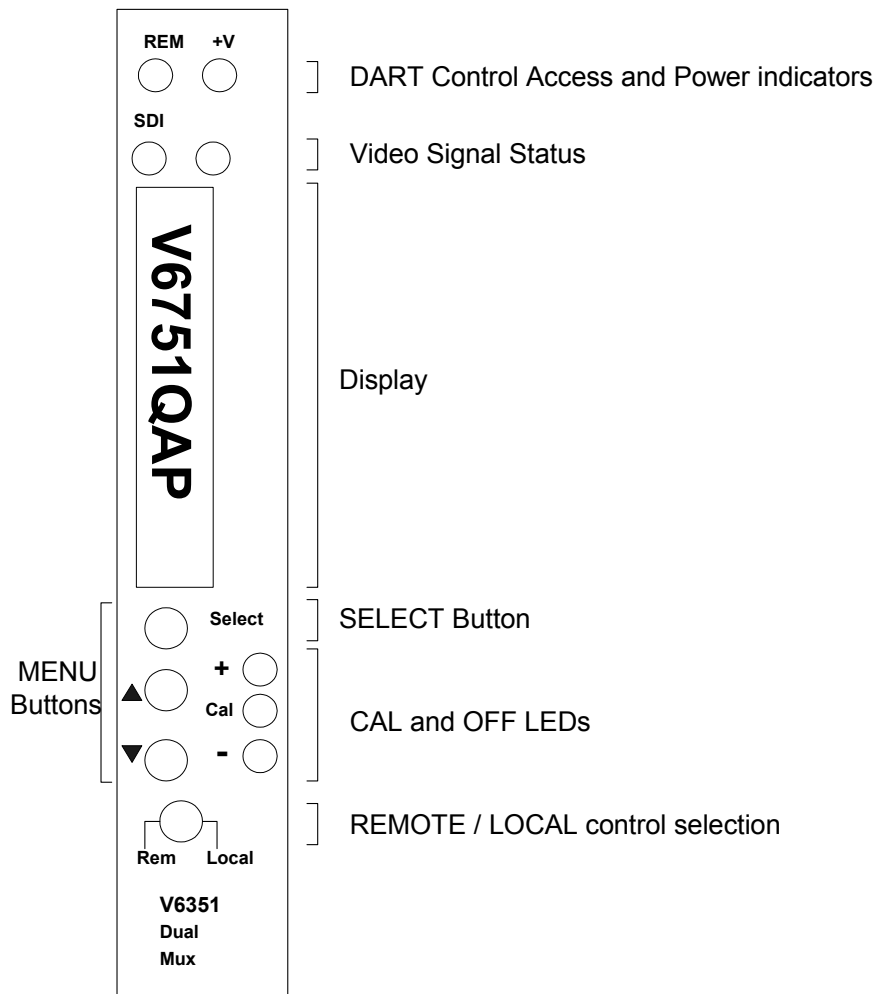 REM +V
DART Control Access and Power indicators
SDI
Video Signal Status
V6751QAP
Display
Select
SELECT Button
MENU
Buttons
+
Cal
-
CAL and OFF LEDs
REMOTE / LOCAL control selection
Rem Local
V6351
Dual
Mux